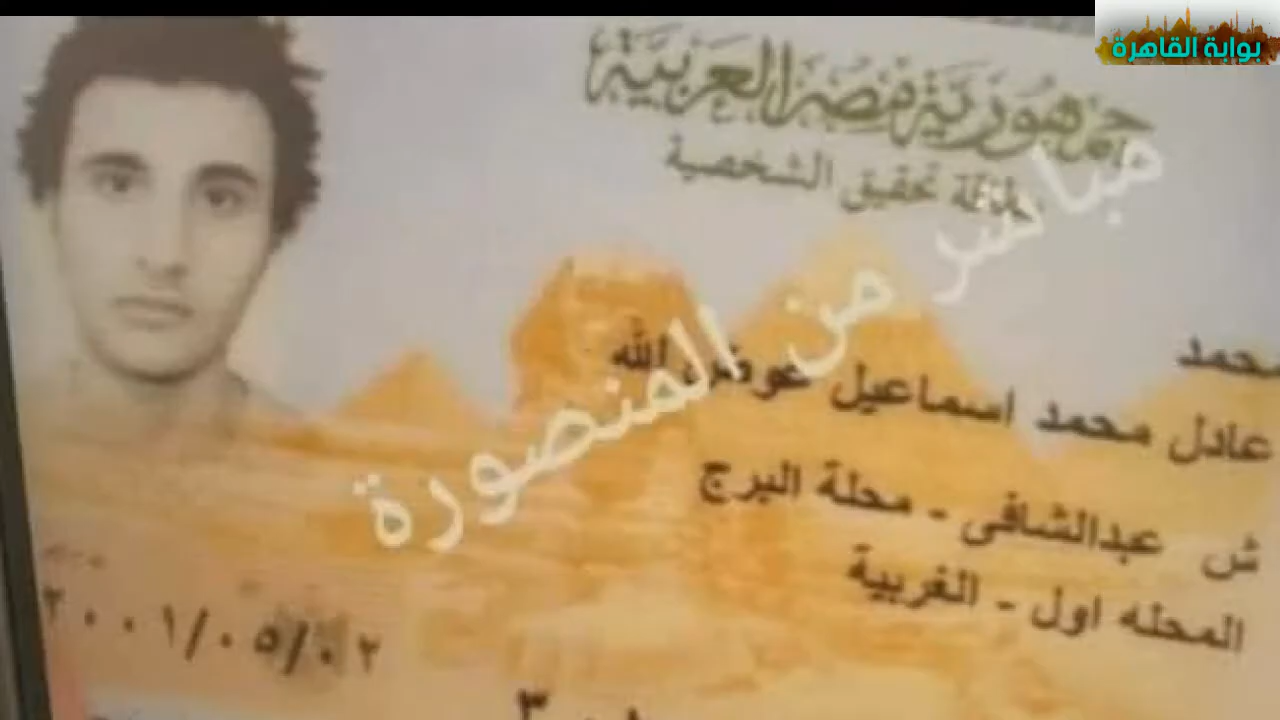 بوابة القاهرة
جمهورية مصر العربية
بطاقة تحقيق الشخصية
مباشر من المنصورة
محمد
عادل محمد اسماعيل عوض الله
ش عبدالشافى - محلة البرج
المحله اول - الغربية
٢٠٠١/٠٥/٠٢